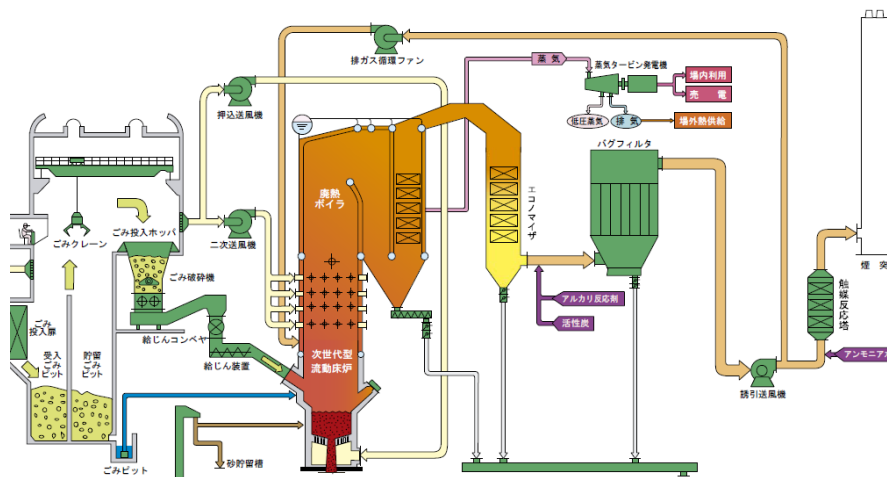 排ガス循環ファン
蒸 気
蒸気タービン発電機
場内利用
売 電
低圧蒸気
排 気
場外熱供給
押込送風機
バグフィルタ
廃熱
ボイラ
エコノマイザ
ごみクレーン
ごみ投入ホッパ
二次送風機
ごみ破砕機
煙 突
触媒反応塔
アルカリ反応剤
活性炭
ごみ
投入扉
給じんコンベヤ
受入
ごみ
ピット
貯留
ごみ
ピット
給じん装置
次世代型
流動床炉
アンモニアガ
誘引送風機
ごみピット
砂貯留槽